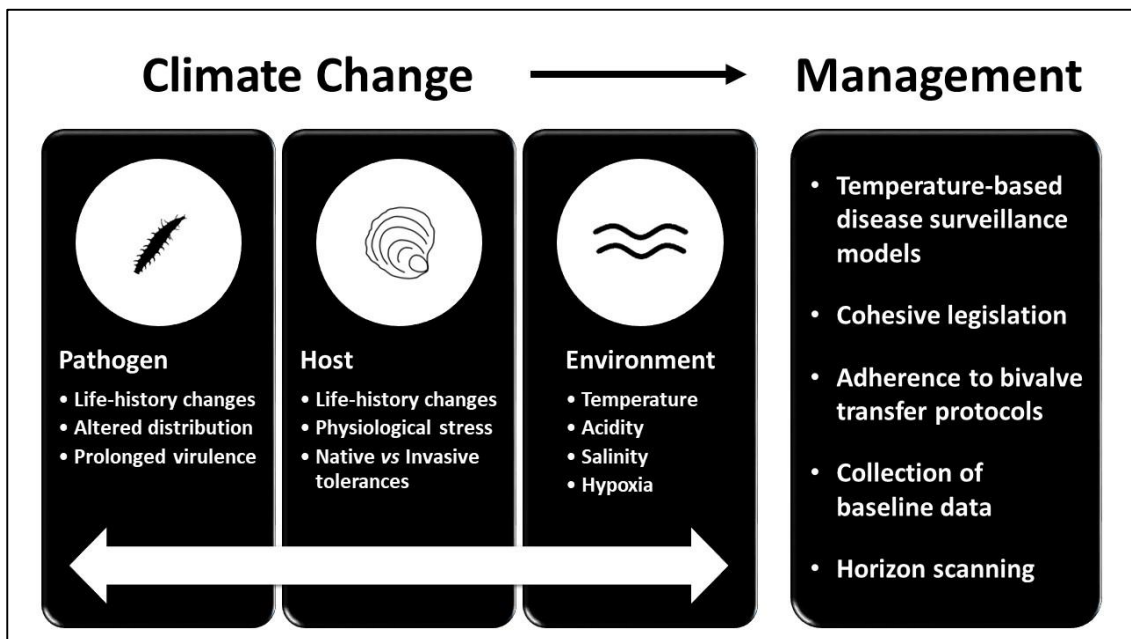 Climate Change
Management
Pathogen
• Life-history changes
• Altered distribution
• Prolonged virulence
Host
• Life-history changes
• Physiological stress
• Native vs Invasive
tolerances
Environment
• Temperature
• Acidity
• Salinity
• Hypoxia
• Temperature-based
disease surveillance
models
• Cohesive legislation
• Adherence to bivalve
transfer protocols
• Collection of
baseline data
• Horizon scanning